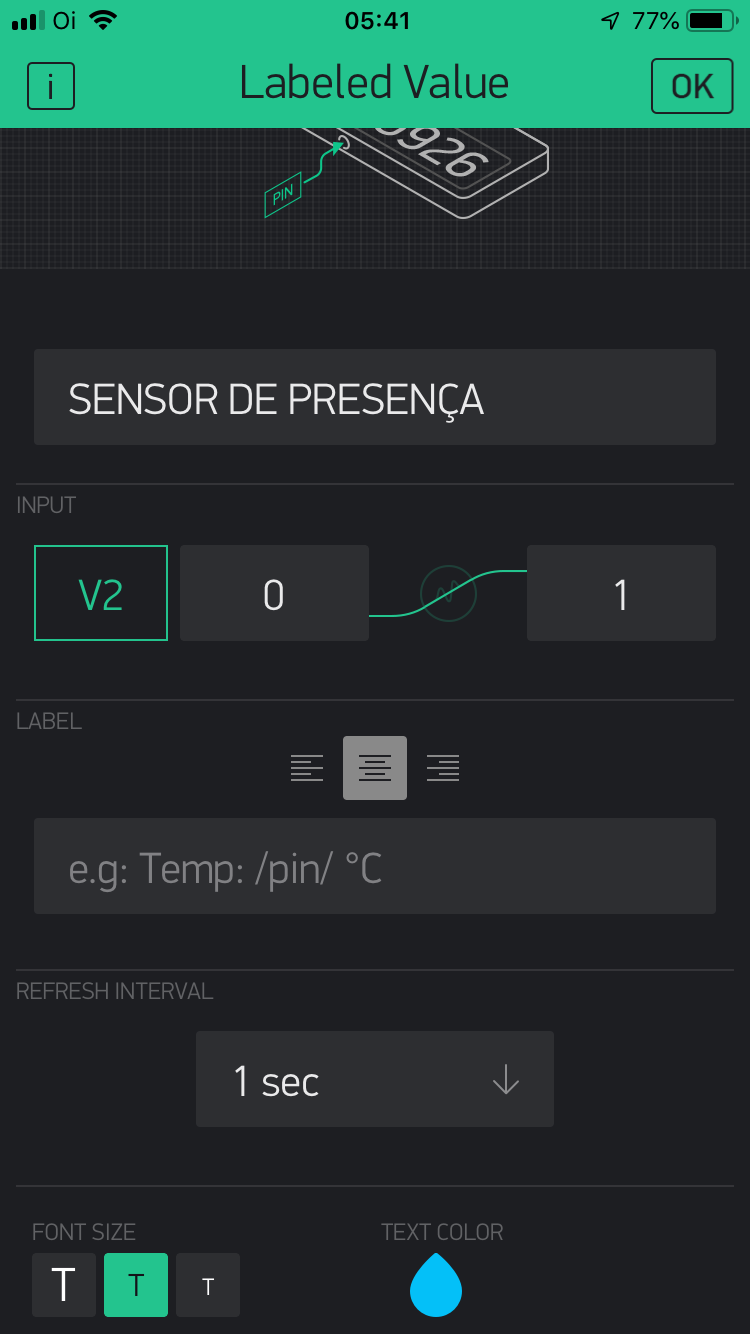 Oi 05:41 77%
i Labeled Value OK
PIN
SENSOR DE PRESENÇA
INPUT
V2 0 1
LABEL
e.g: Temp: /pin/ °C
REFRESH INTERVAL
1 sec
FONT SIZE TEXT COLOR
T T T